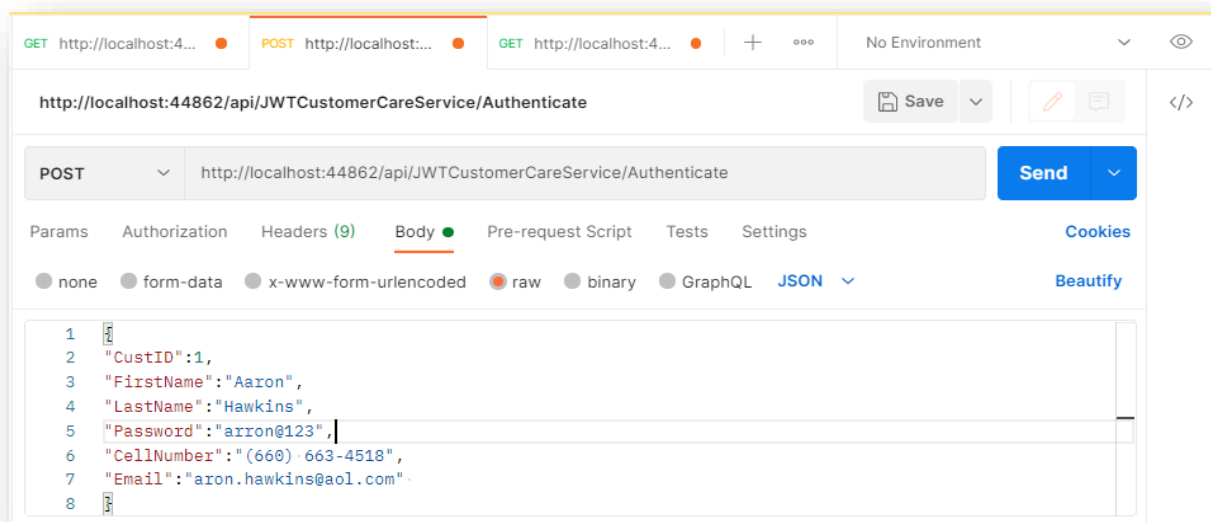 GET http://localhost:4... POST http://localhost:... GET http://localhost:4... + ooo No Environment
http://localhost:44862/api/JWTCustomerCareService/Authenticate Save </>
POST http://localhost:44862/api/JWTCustomerCareService/Authenticate Send
Params Authorization Headers (9) Body Pre-request Script Tests Settings Cookies
none form-data x-www-form-urlencoded raw binary GraphQL JSON Beautify
1 {
2 "CustID":1,
3 "FirstName":"Aaron",
4 "LastName":"Hawkins",
5 "Password":"arron@123",
6 "CellNumber":"(660) 663-4518",
7 "Email":"aron.hawkins@aol.com"
8 }